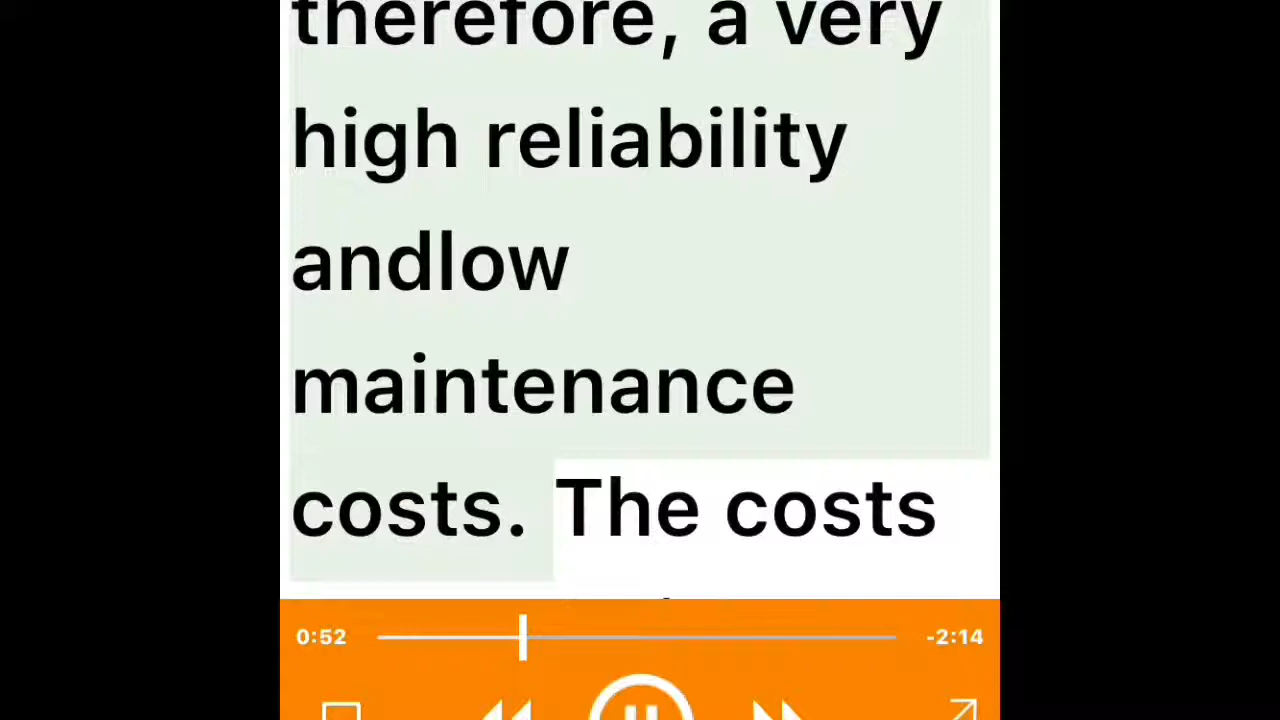 therefore, a very
high reliability
andlow
maintenance
costs. The costs
0:52 -2:14